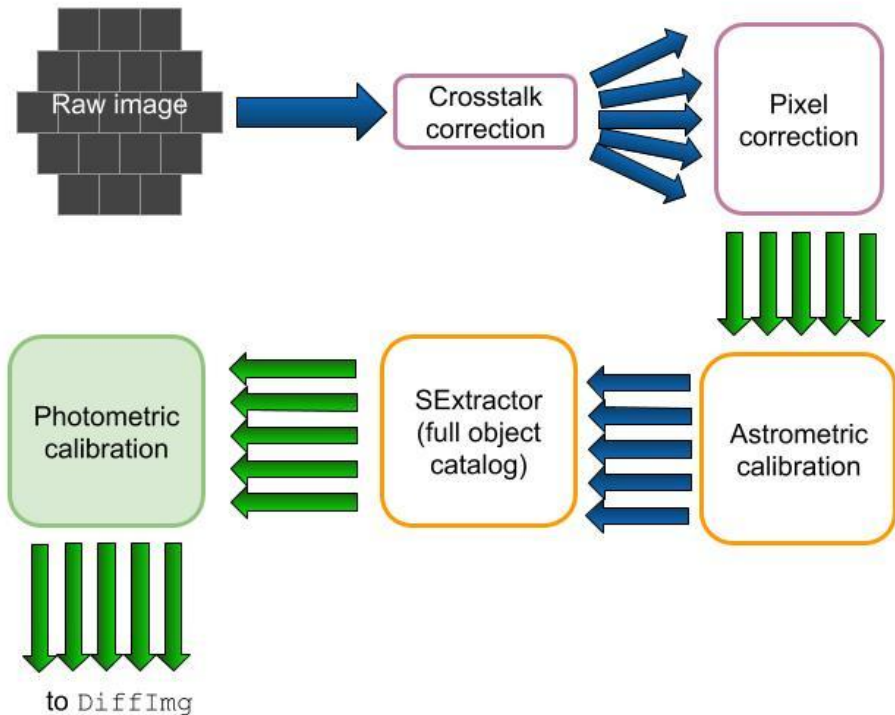 Raw image
Crosstalk
correction
Pixel
correction
Astrometric
calibration
SExtractor
(full object
catalog)
Photometric
calibration
to DiffImg